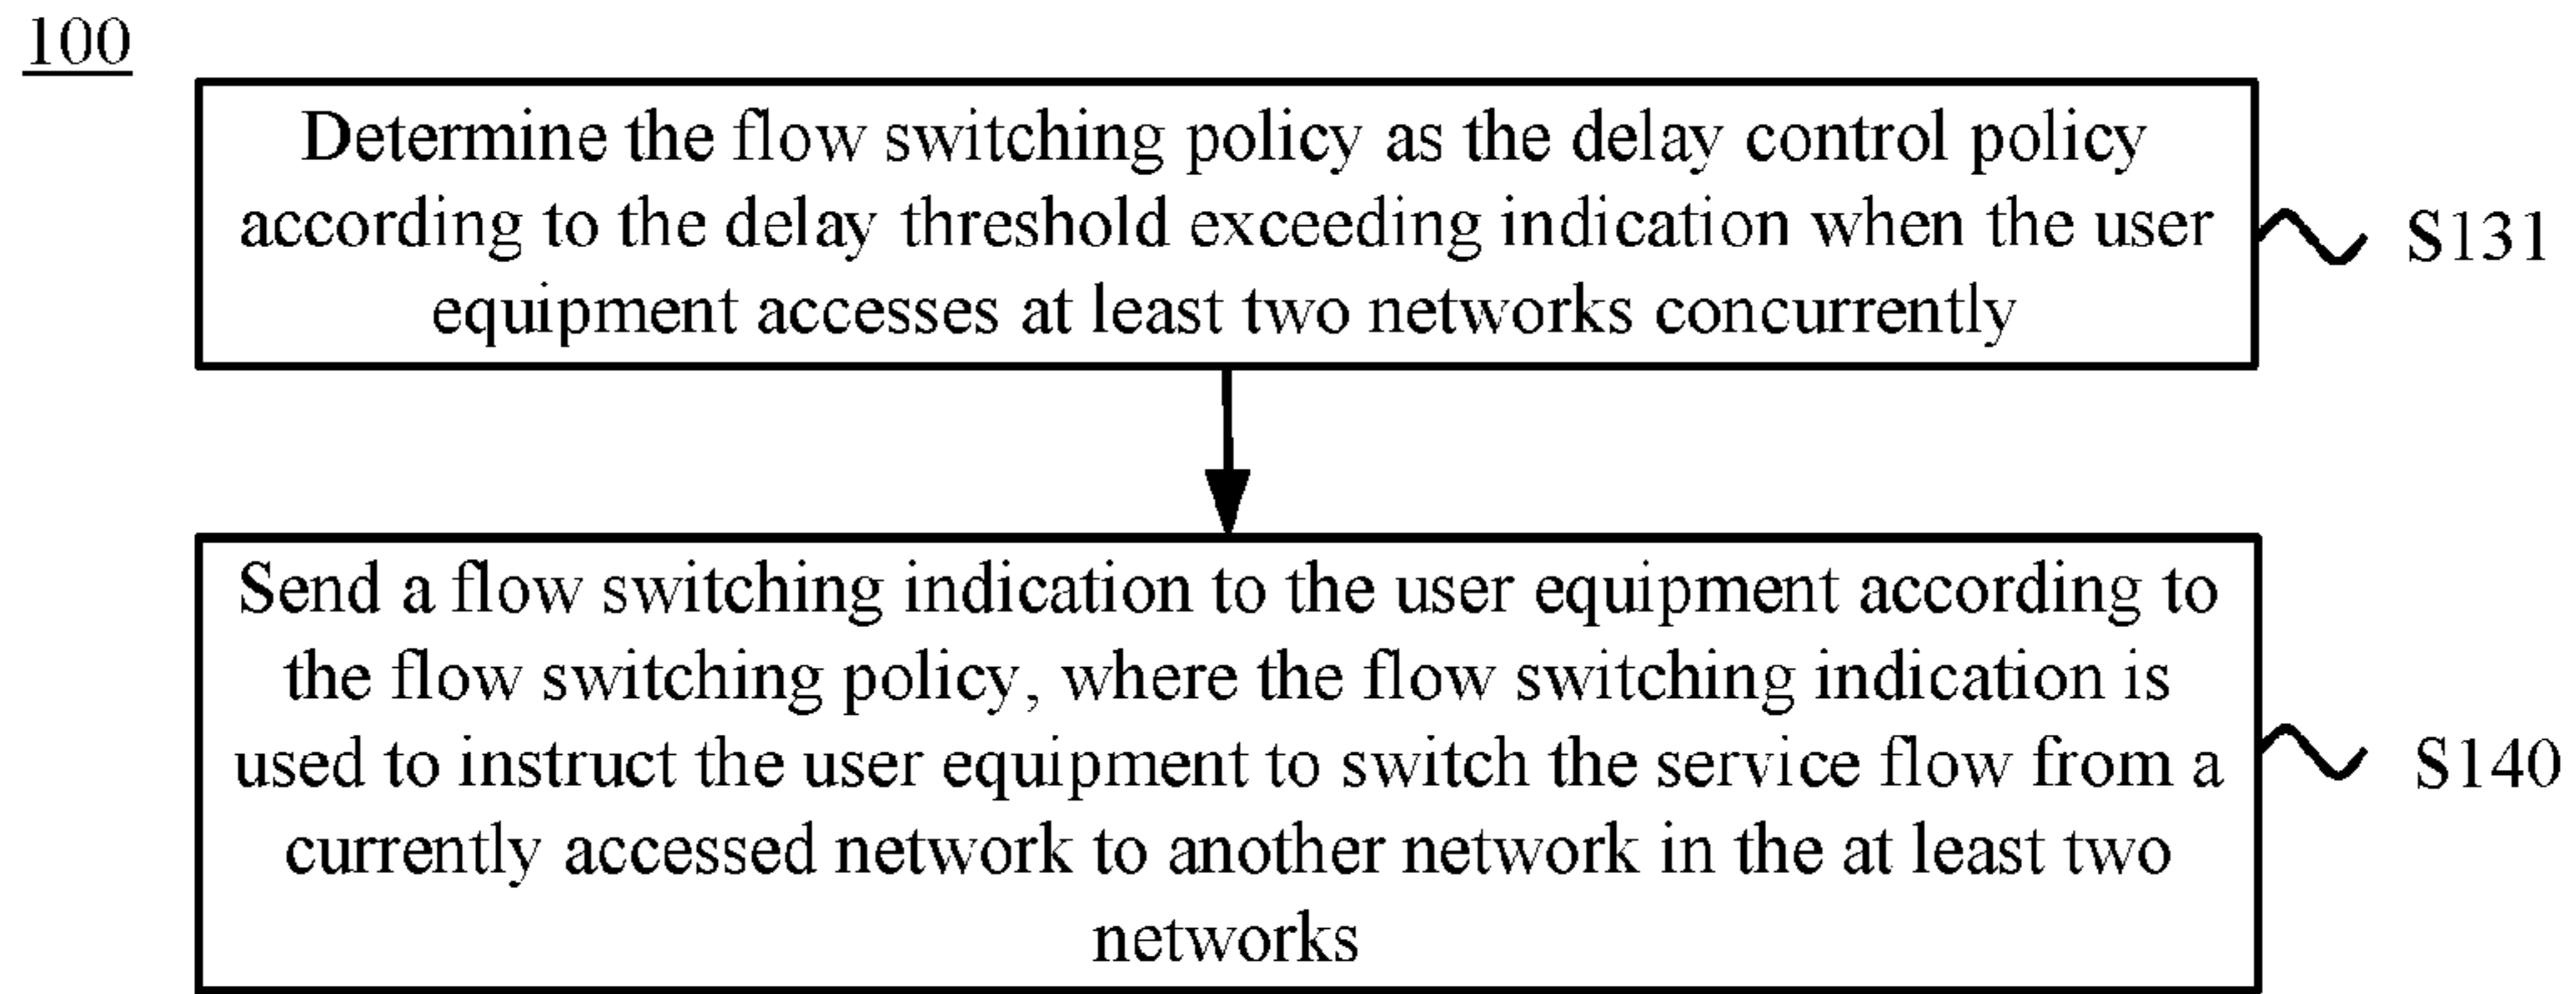 100
Determine the flow switching policy as the delay control policy
according to the delay threshold exceeding indication when the user
equipment accesses at least two networks concurrently
S131
Send a flow switching indication to the user equipment according to
the flow switching policy, where the flow switching indication is
used to instruct the user equipment to switch the service flow from a
currently accessed network to another network in the at least two
networks
S140